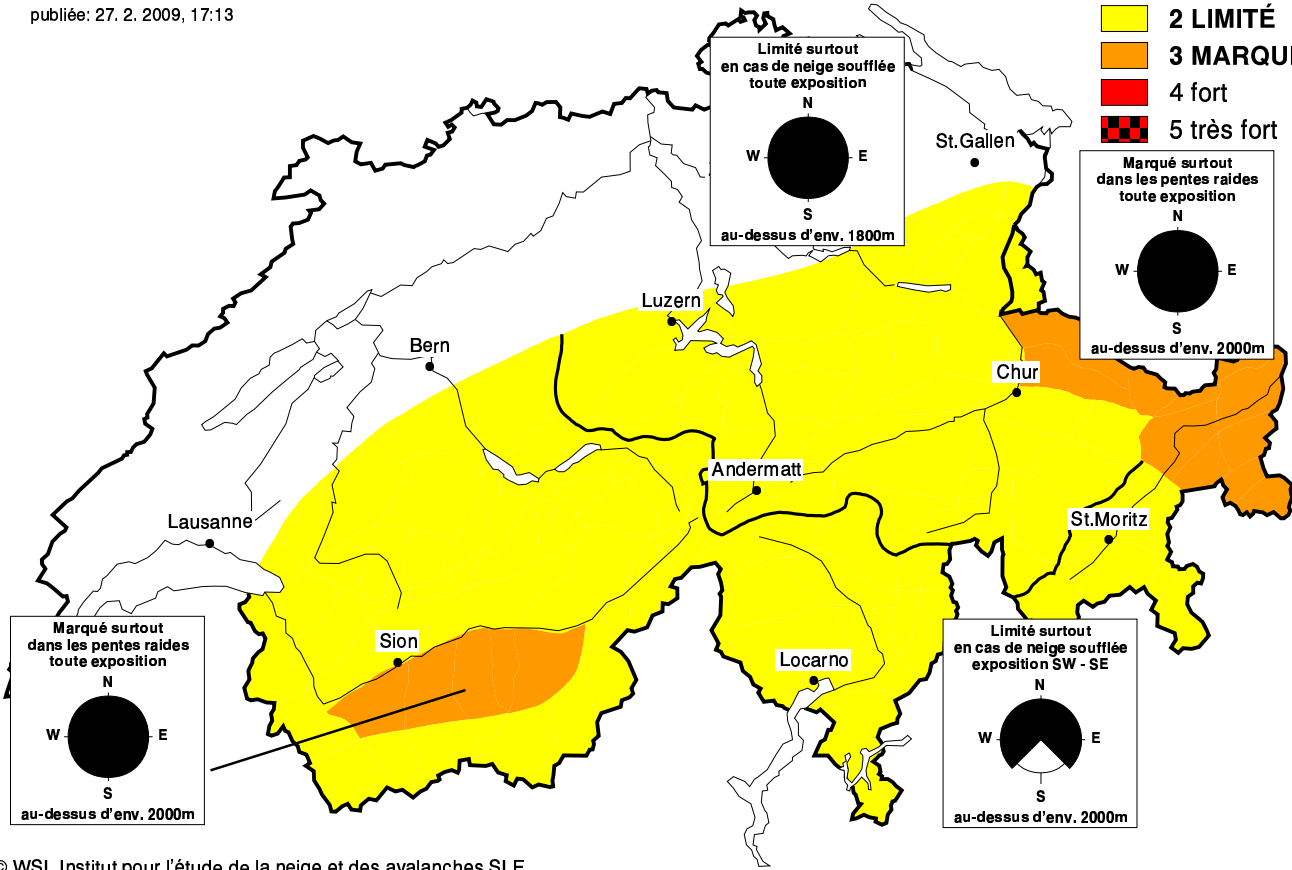 publiée: 27. 2. 2009, 17:13
2 LIMITÉ
3 MARQU
4 fort
5 très fort
Limité surtout
en cas de neige soufflée
toute exposition
N
W
E
S
au-dessus d'env. 1800m
St.Gallen
Marqué surtout
dans les pentes raides
toute exposition
N
W
E
S
au-dessus d'env. 2000m
Luzern
Bern
Chur
Andermatt
Lausanne
St.Moritz
Sion
Locarno
Marqué surtout
dans les pentes raides
toute exposition
N
W
E
S
au-dessus d'env. 2000m
Limité surtout
en cas de neige soufflée
exposition SW - SE
N
W
E
S
au-dessus d'env. 2000m
© WSL Institut pour l'étude de la neige et des avalanches SLF